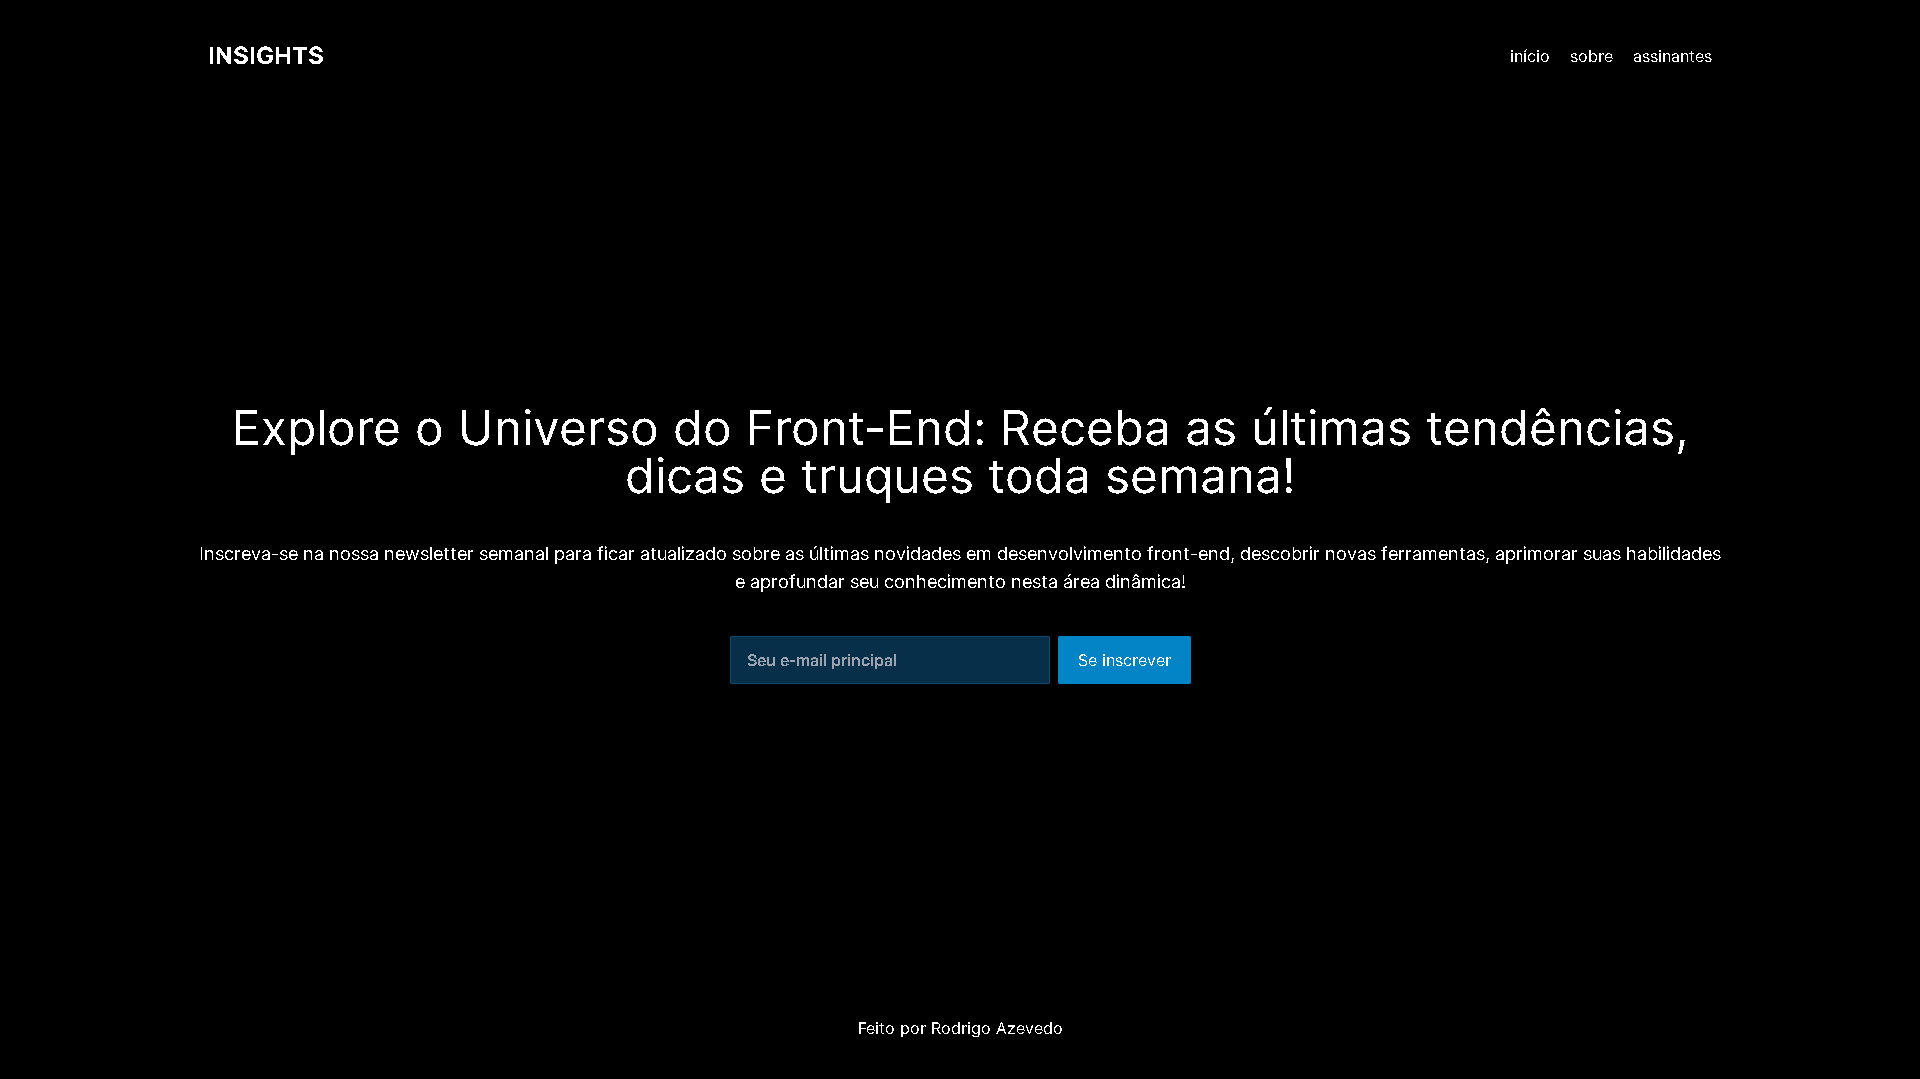 INSIGHTS
início sobre assinantes
Explore o Universo do Front-End: Receba as últimas tendências,
dicas e truques toda semana!
Inscreva-se na nossa newsletter semanal para ficar atualizado sobre as últimas novidades em desenvolvimento front-end, descobrir novas ferramentas, aprimorar suas habilidades
e aprofundar seu conhecimento nesta área dinâmica!
Seu e-mail principal
Se inscrever
Feito por Rodrigo Azevedo